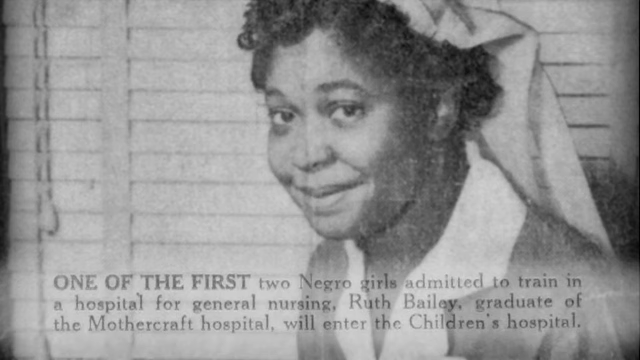 ONE OF THE FIRST two Negro girls admitted to train in
a hospital for general nursing, Ruth Bailey, graduate of
the Mothercraft hospital, will enter the Children's hospital.